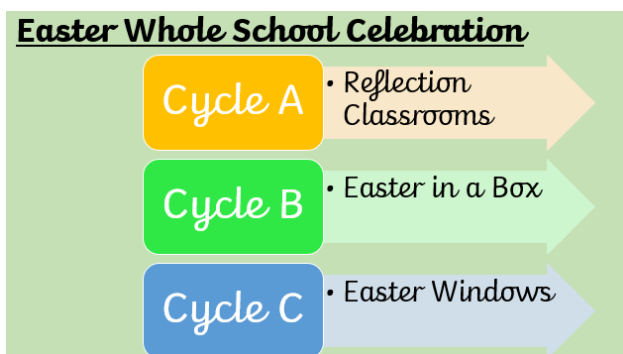 Easter Whole School Celebration
Cycle A
• Reflection
Classrooms
Cycle B
• Easter in a Box
Cycle C
• Easter Windows